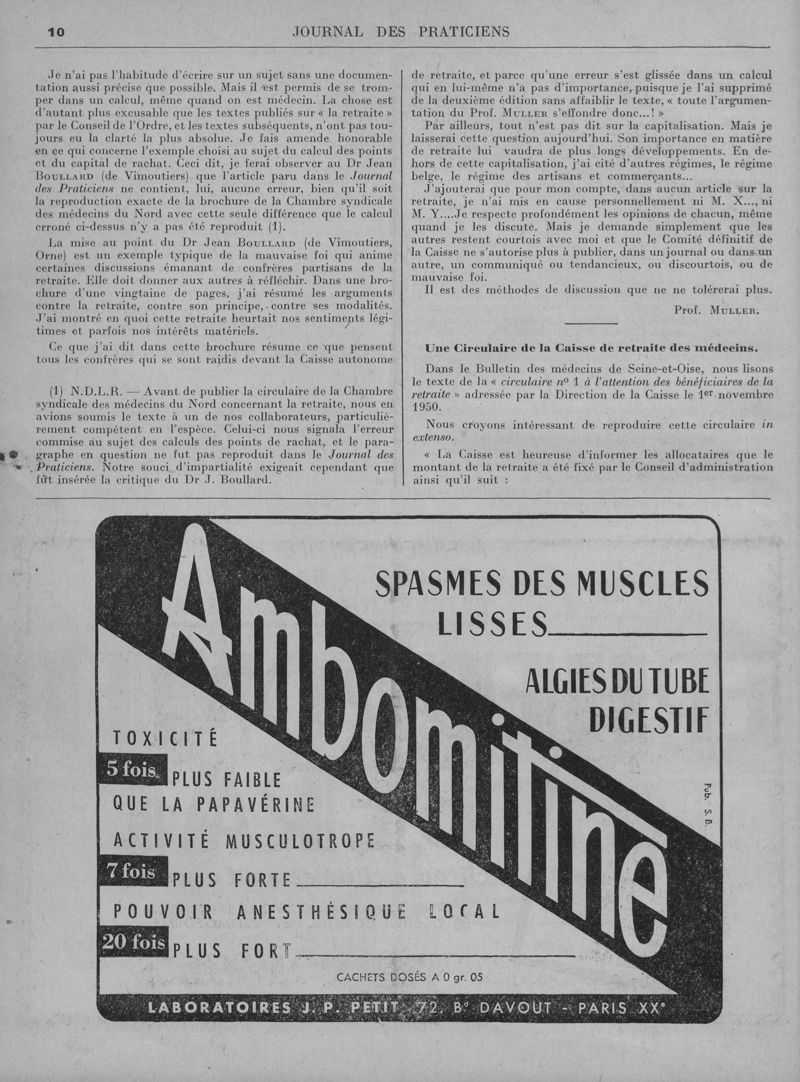 10
JOURNAL DES PRATICIENS
Je n'ai pas l'habitude d'écrire sur un sujet sans une documen-
tation aussi précise que possible. Mais il est permis de se trom-
per dans un calcul, même quand on est médecin. La chose est
d'autant plus excusable que les textes publiés sur « la retraite »
par le Conseil de l'Ordre, et les textes subséquents, n'ont pas tou-
jours eu la clarté la plus absolue. Je fais amende honorable
en ce qui concerne l'exemple choisi au sujet du calcul des points
et du capital de rachat. Ceci dit, je ferai observer au Dr Jean
BOULLARD (de Vimoutiers) que l'article paru dans le Journal
des Praticiens ne contient, lui, aucune erreur, bien qu'il soit
la reproduction exacte de la brochure de la Chambre syndicale
des médecins du Nord avec cette seule différence que le calcul
erroné ci-dessus n'y a pas été reproduit (1).
La mise au point du Dr Jean BOULLARD (de Vimoutiers,
Orne) est un exemple typique de la mauvaise foi qui anime
certaines discussions émanant de confrères partisans de la
retraite. Elle doit donner aux autres à réfléchir. Dans une bro-
chure d'une vingtaine de pages, j'ai résumé les arguments
contre la retraite, contre son principe, contre ses modalités.
J'ai montré en quoi cette retraite heurtait nos sentiments légi-
times et parfois nos intérêts matériels.
Ce que j'ai dit dans cette brochure résume ce que pensent
tous les confrères qui se sont raidis devant la Caisse autonome
(1) N.D.L.R. — Avant de publier la circulaire de la Chambre
syndicale des médecins du Nord concernant la retraite, nous en
avions soumis le texte à un de nos collaborateurs, particuliè-
rement compétent en l'espèce. Celui-ci nous signala l'erreur
commise au sujet des calculs des points de rachat, et le para-
graphe en question ne fut pas reproduit dans le Journal des
Praticiens. Notre souci d'impartialité exigeait cependant que
fût insérée la critique du Dr J. Boullard.
de retraite, et parce qu'une erreur s'est glissée dans un calcul
qui en lui-même n'a pas d'importance, puisque je l'ai supprimé
de la deuxième édition sans affaiblir le texte, « toute l'argumen-
tation du Prof. MULLER s'effondre donc...! »
Par ailleurs, tout n'est pas dit sur la capitalisation. Mais je
laisserai cette question aujourd'hui. Son importance en matière
de retraite lui vaudra de plus longs développements. En de-
hors de cette capitalisation, j'ai cité d'autres régimes, le régime
belge, le régime des artisans et commerçants...
J'ajouterai que pour mon compte, dans aucun article sur la
retraite, je n'ai mis en cause personnellement ni M. X..., ni
M. Y....Je respecte profondément les opinions de chacun, même
quand je les discute. Mais je demande simplement que les
autres restent courtois avec moi et que le Comité définitif de
la Caisse ne s'autorise plus à publier, dans un journal ou dans un
autre, un communiqué ou tendancieux, ou discourtois, ou de
mauvaise foi.
Il est des méthodes de discussion que ne ne tolérerai plus.
Prof. MULLER.
Une Circulaire de la Caisse de retraite des médecins.
Dans le Bulletin des médecins de Seine-et-Oise, nous lisons
le texte de la « circulaire nº 1 à l'attention des bénéficiaires de la
retraite » adressée par la Direction de la Caisse le 1er novembre
1950.
Nous croyons intéressant de reproduire cette circulaire in
extenso.
« La Caisse est heureuse d'informer les allocataires que le
montant de la retraite a été fixé par le Conseil d'administration
ainsi qu'il suit :
Ambomitine
SPASMES DES MUSCLES
LISSES
ALGIES DU TUBE
DIGESTIF
TOXICITÉ
5 fois PLUS FAIBLE
QUE LA PAPAVÉRINE
ACTIVITÉ MUSCULOTROPE
7 fois PLUS FORTE
POUVOIR ANESTHÉSIQUE LOCAL
20 fois PLUS FORT
Pub. S. B.
CACHETS DOSÉS A 0 gr. 05
LABORATOIRES J. P. PETIT, 72, Bd DAVOUT - PARIS XXe